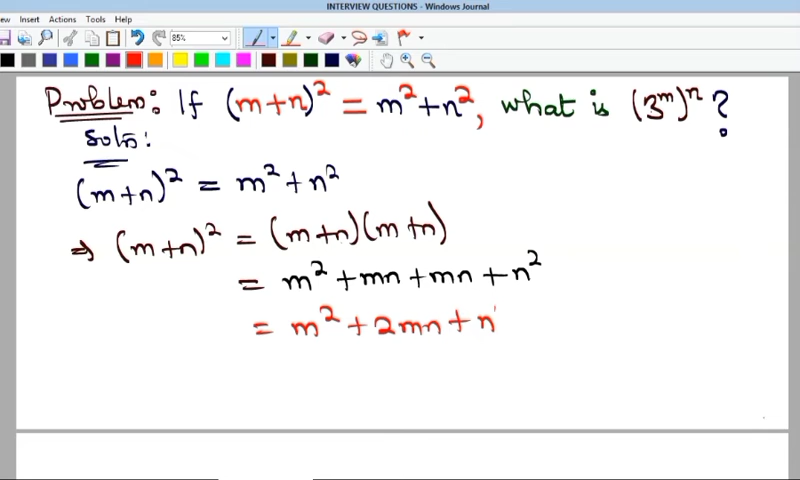 INTERVIEW QUESTIONS - Windows Journal
ew Insert Actions Tools Help
85%
Problem: If (m+n)² = m²+n², what is (3ᵐ)ⁿ?
Soln:
(m+n)² = m²+n²
⇒ (m+n)² = (m+n)(m+n)
= m²+mn+mn+n²
= m²+2mn+n